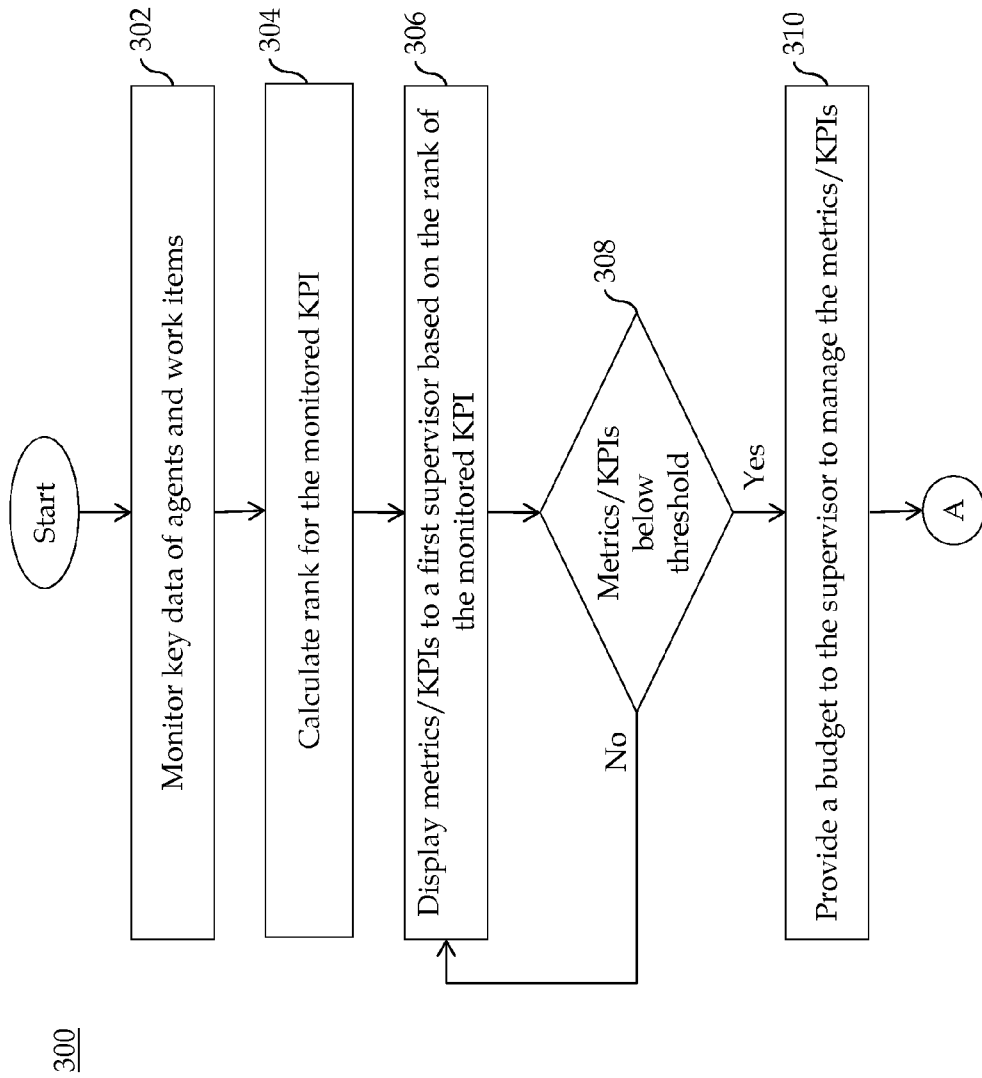 300
Start
302
Monitor key data of agents and work items
304
Calculate rank for the monitored KPI
306
Display metrics/KPIs to a first supervisor based on the rank of
the monitored KPI
308
Metrics/KPIs
below
threshold
No
Yes
310
Provide a budget to the supervisor to manage the metrics/KPIs
A